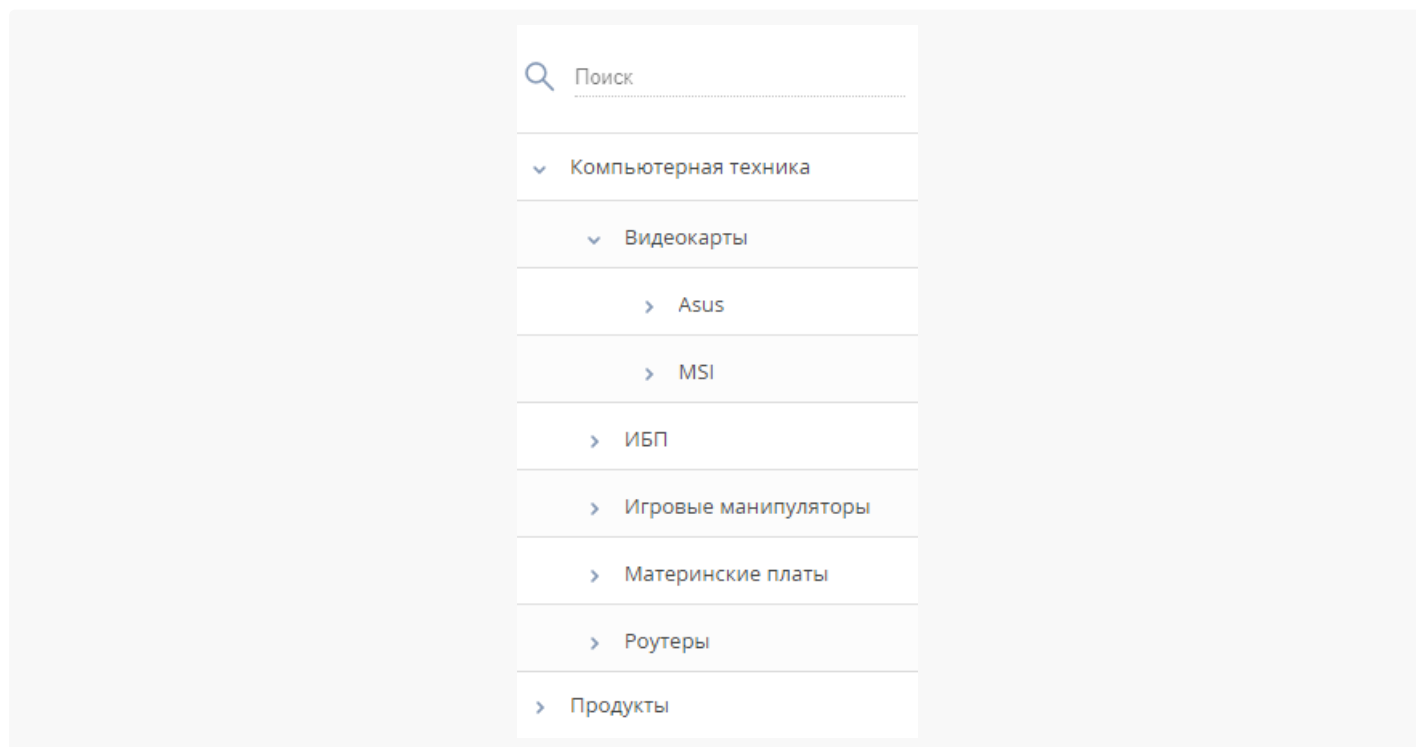 Поиск
Компьютерная техника
Видеокарты
Asus
MSI
ИБП
Игровые манипуляторы
Материнские платы
Роутеры
Продукты